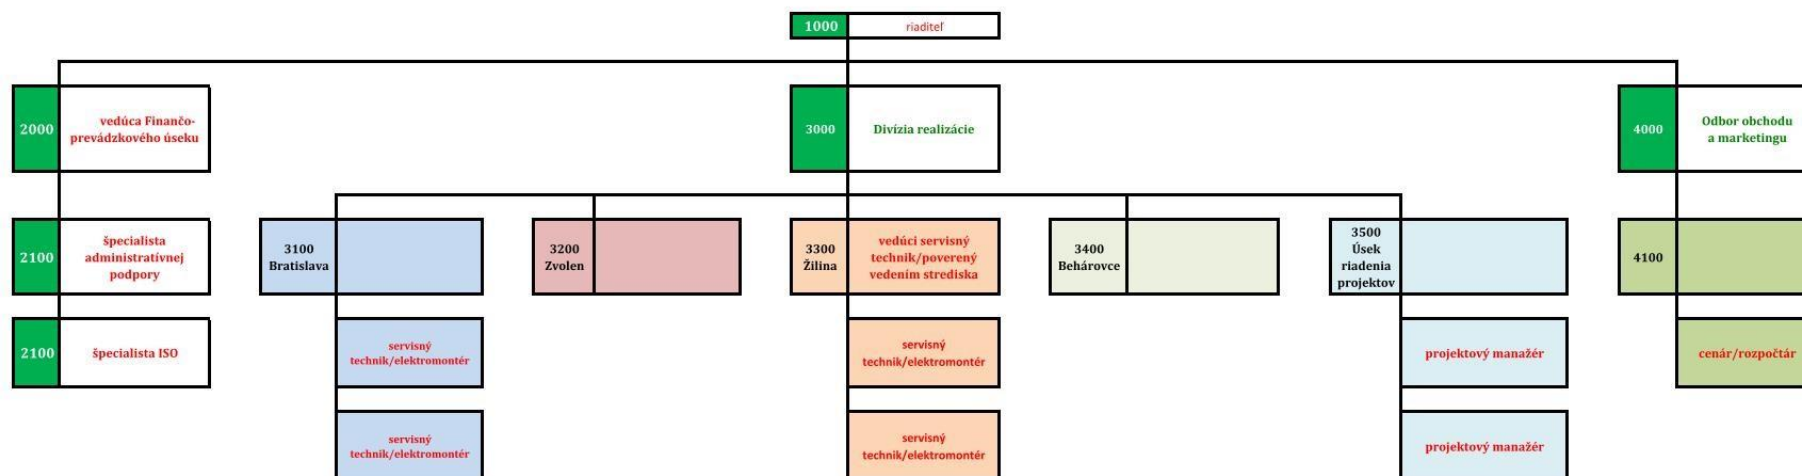 1000
riaditeľ
2000
vedúca Finančo-
prevádzkového úseku
3000
Divízia realizácie
4000
Odbor obchodu
a marketingu
2100
špecialista
administratívnej
podpory
3100
Bratislava
3200
Zvolen
3300
Žilina
vedúci servisný
technik/poverený
vedením strediska
3400
Behárovce
3500
Úsek
riadenia
projektov
4100
2100
špecialista ISO
servisný
technik/elektromontér
servisný
technik/elektromontér
projektový manažér
cenár/rozpočtár
servisný
technik/elektromontér
servisný
technik/elektromontér
projektový manažér